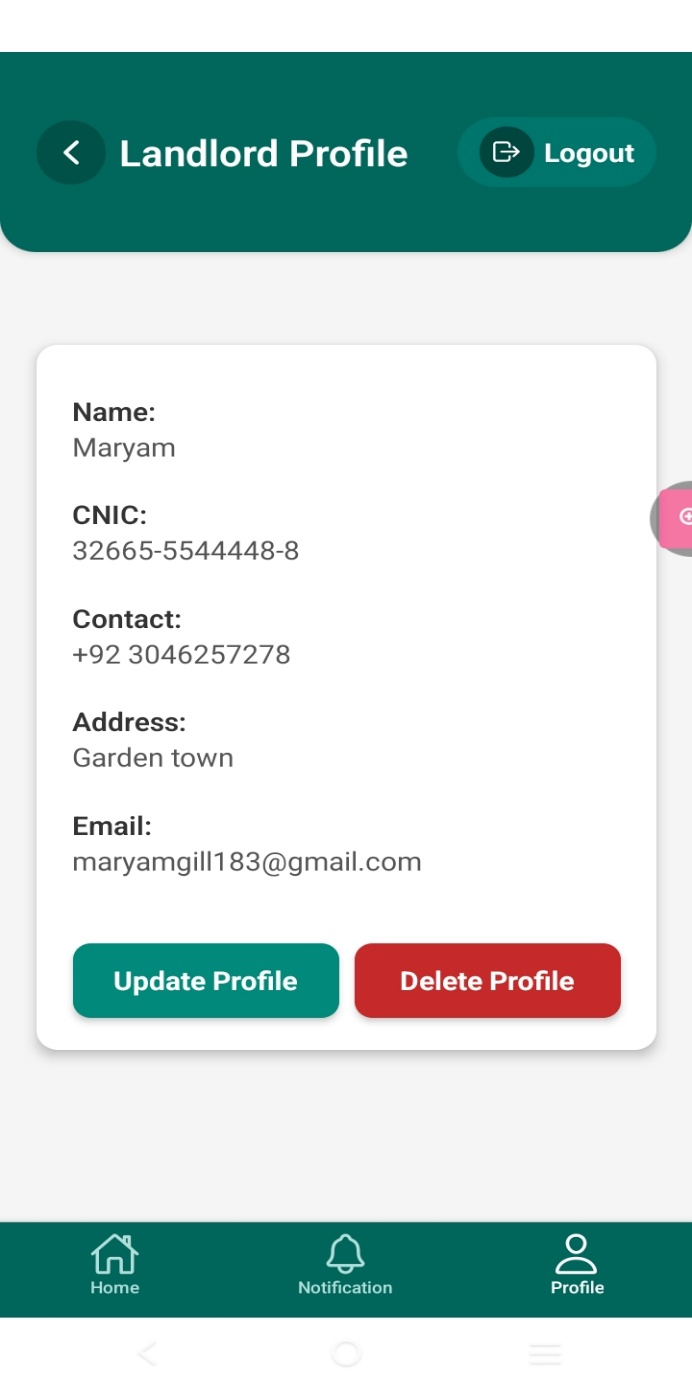 Landlord Profile
Logout
Name:
Maryam
CNIC:
32665-5544448-8
Contact:
+92 3046257278
Address:
Garden town
Email:
maryamgill183@gmail.com
Update Profile
Delete Profile
Home
Notification
Profile